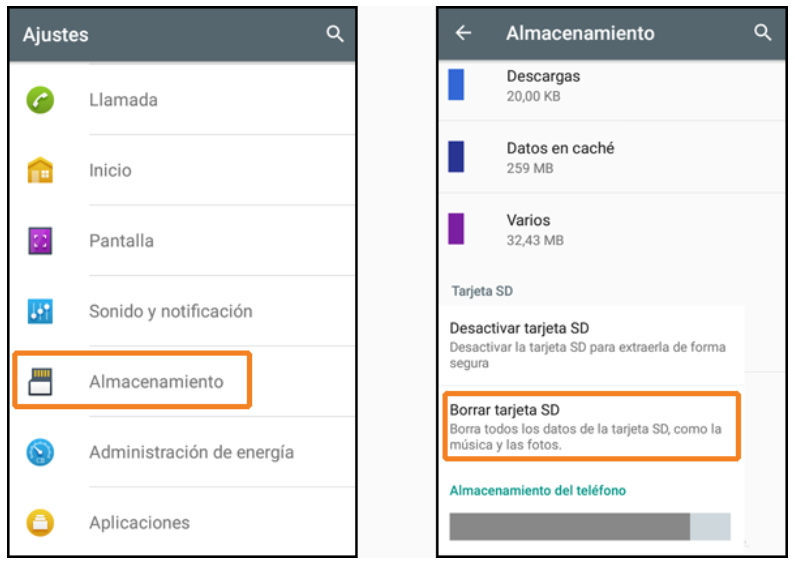 Ajustes
Llamada
Inicio
Pantalla
Sonido y notificación
Almacenamiento
Administración de energía
Aplicaciones
Almacenamiento
Descargas
20,00 KB
Datos en caché
259 MB
Varios
32,43 MB
Tarjeta SD
Desactivar tarjeta SD
Desactivar la tarjeta SD para extraerla de forma
segura
Borrar tarjeta SD
Borra todos los datos de la tarjeta SD, como la
música y las fotos.
Almacenamiento del teléfono